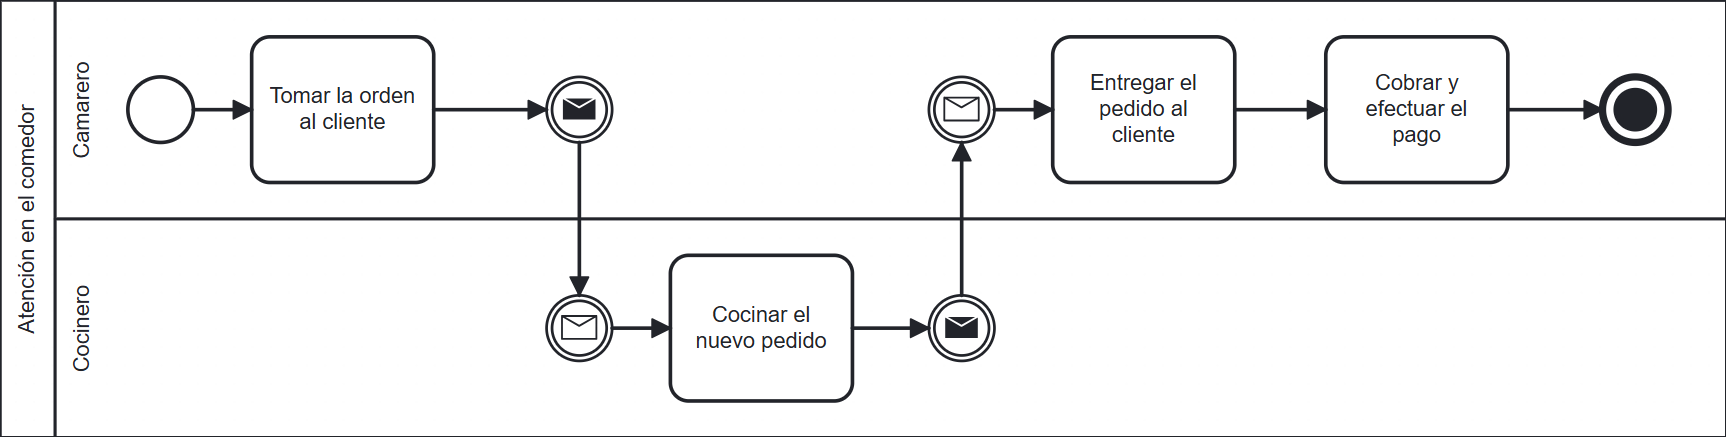 Atención en el comedor
Camarero
Tomar la orden
al cliente
Entregar el
pedido al
cliente
Cobrar y
efectuar el
pago
Cocinero
Cocinar el
nuevo pedido